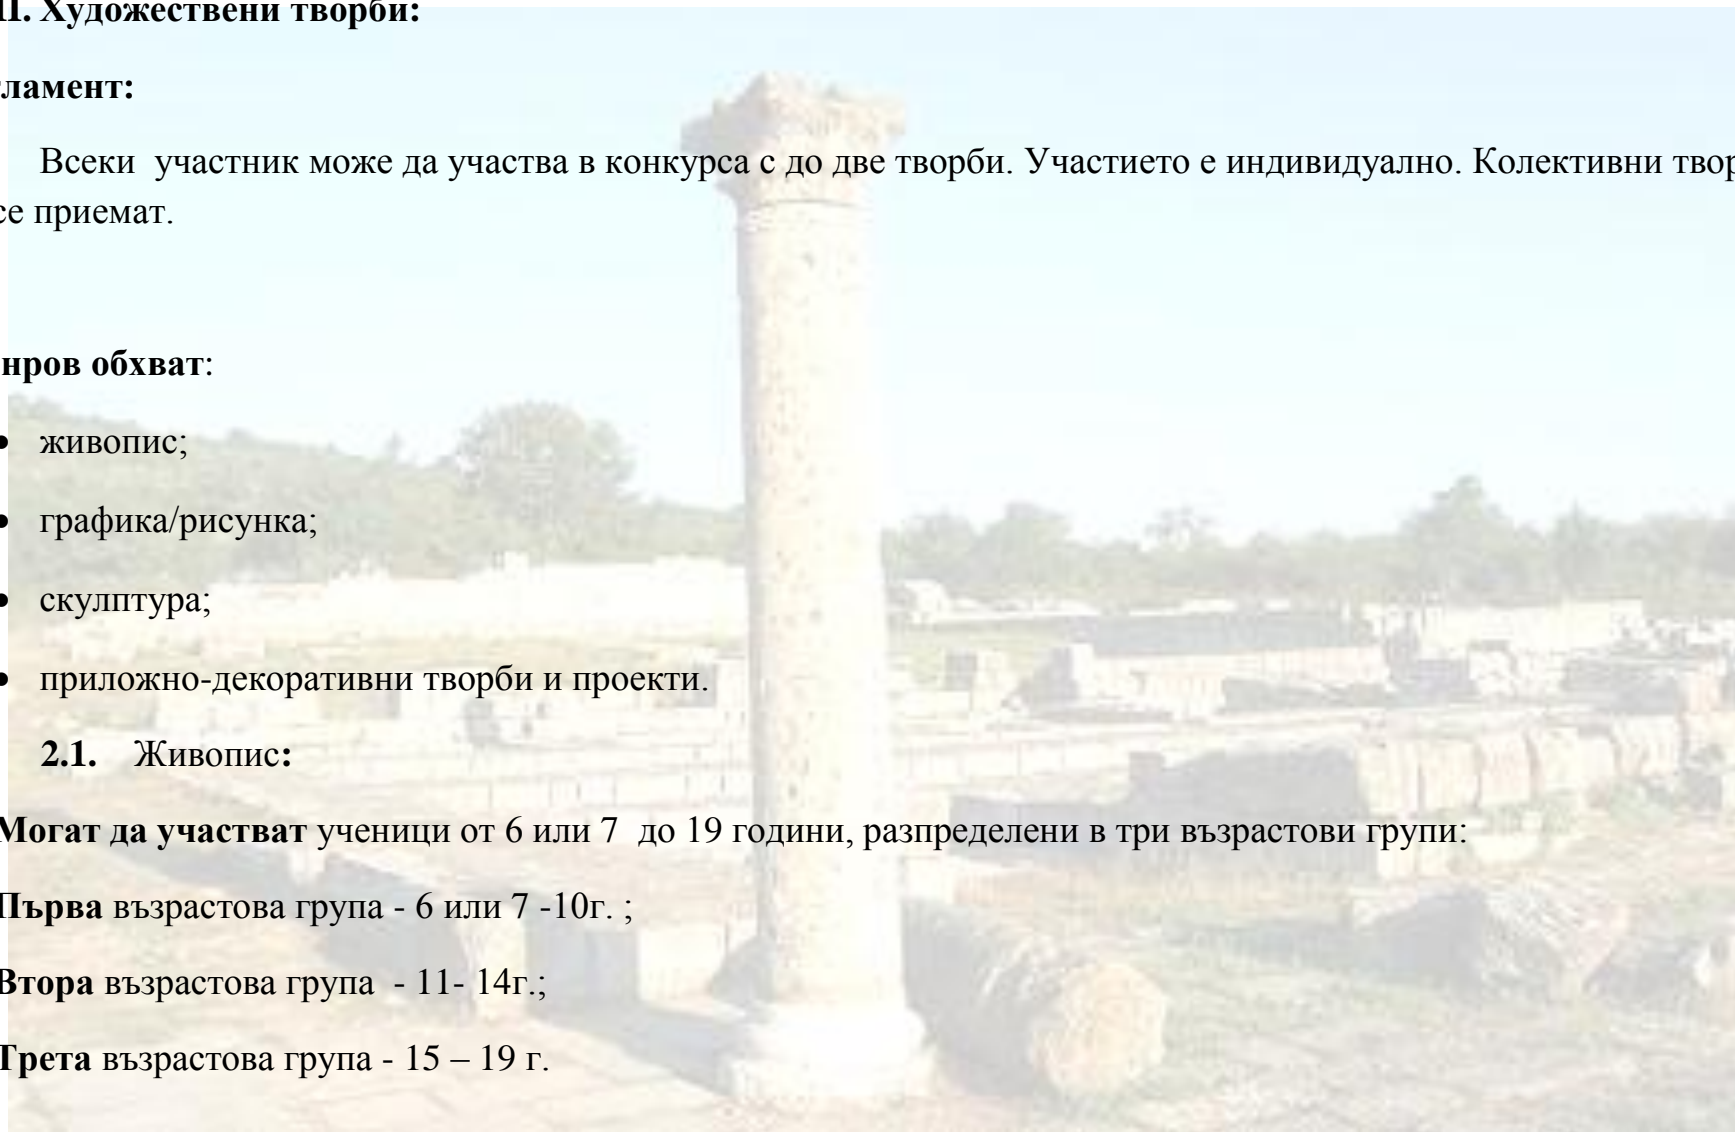 II. Художествени творби:
гламент:
Всеки участник може да участва в конкурса с до две творби. Участието е индивидуално. Колективни твор
се приемат.
нров обхват:
• живопис;
• графика/рисунка;
• скулптура;
• приложно-декоративни творби и проекти.
2.1. Живопис:
Могат да участват ученици от 6 или 7 до 19 години, разпределени в три възрастови групи:
Първа възрастова група - 6 или 7 -10г. ;
Втора възрастова група - 11- 14г.;
Трета възрастова група - 15 – 19 г.